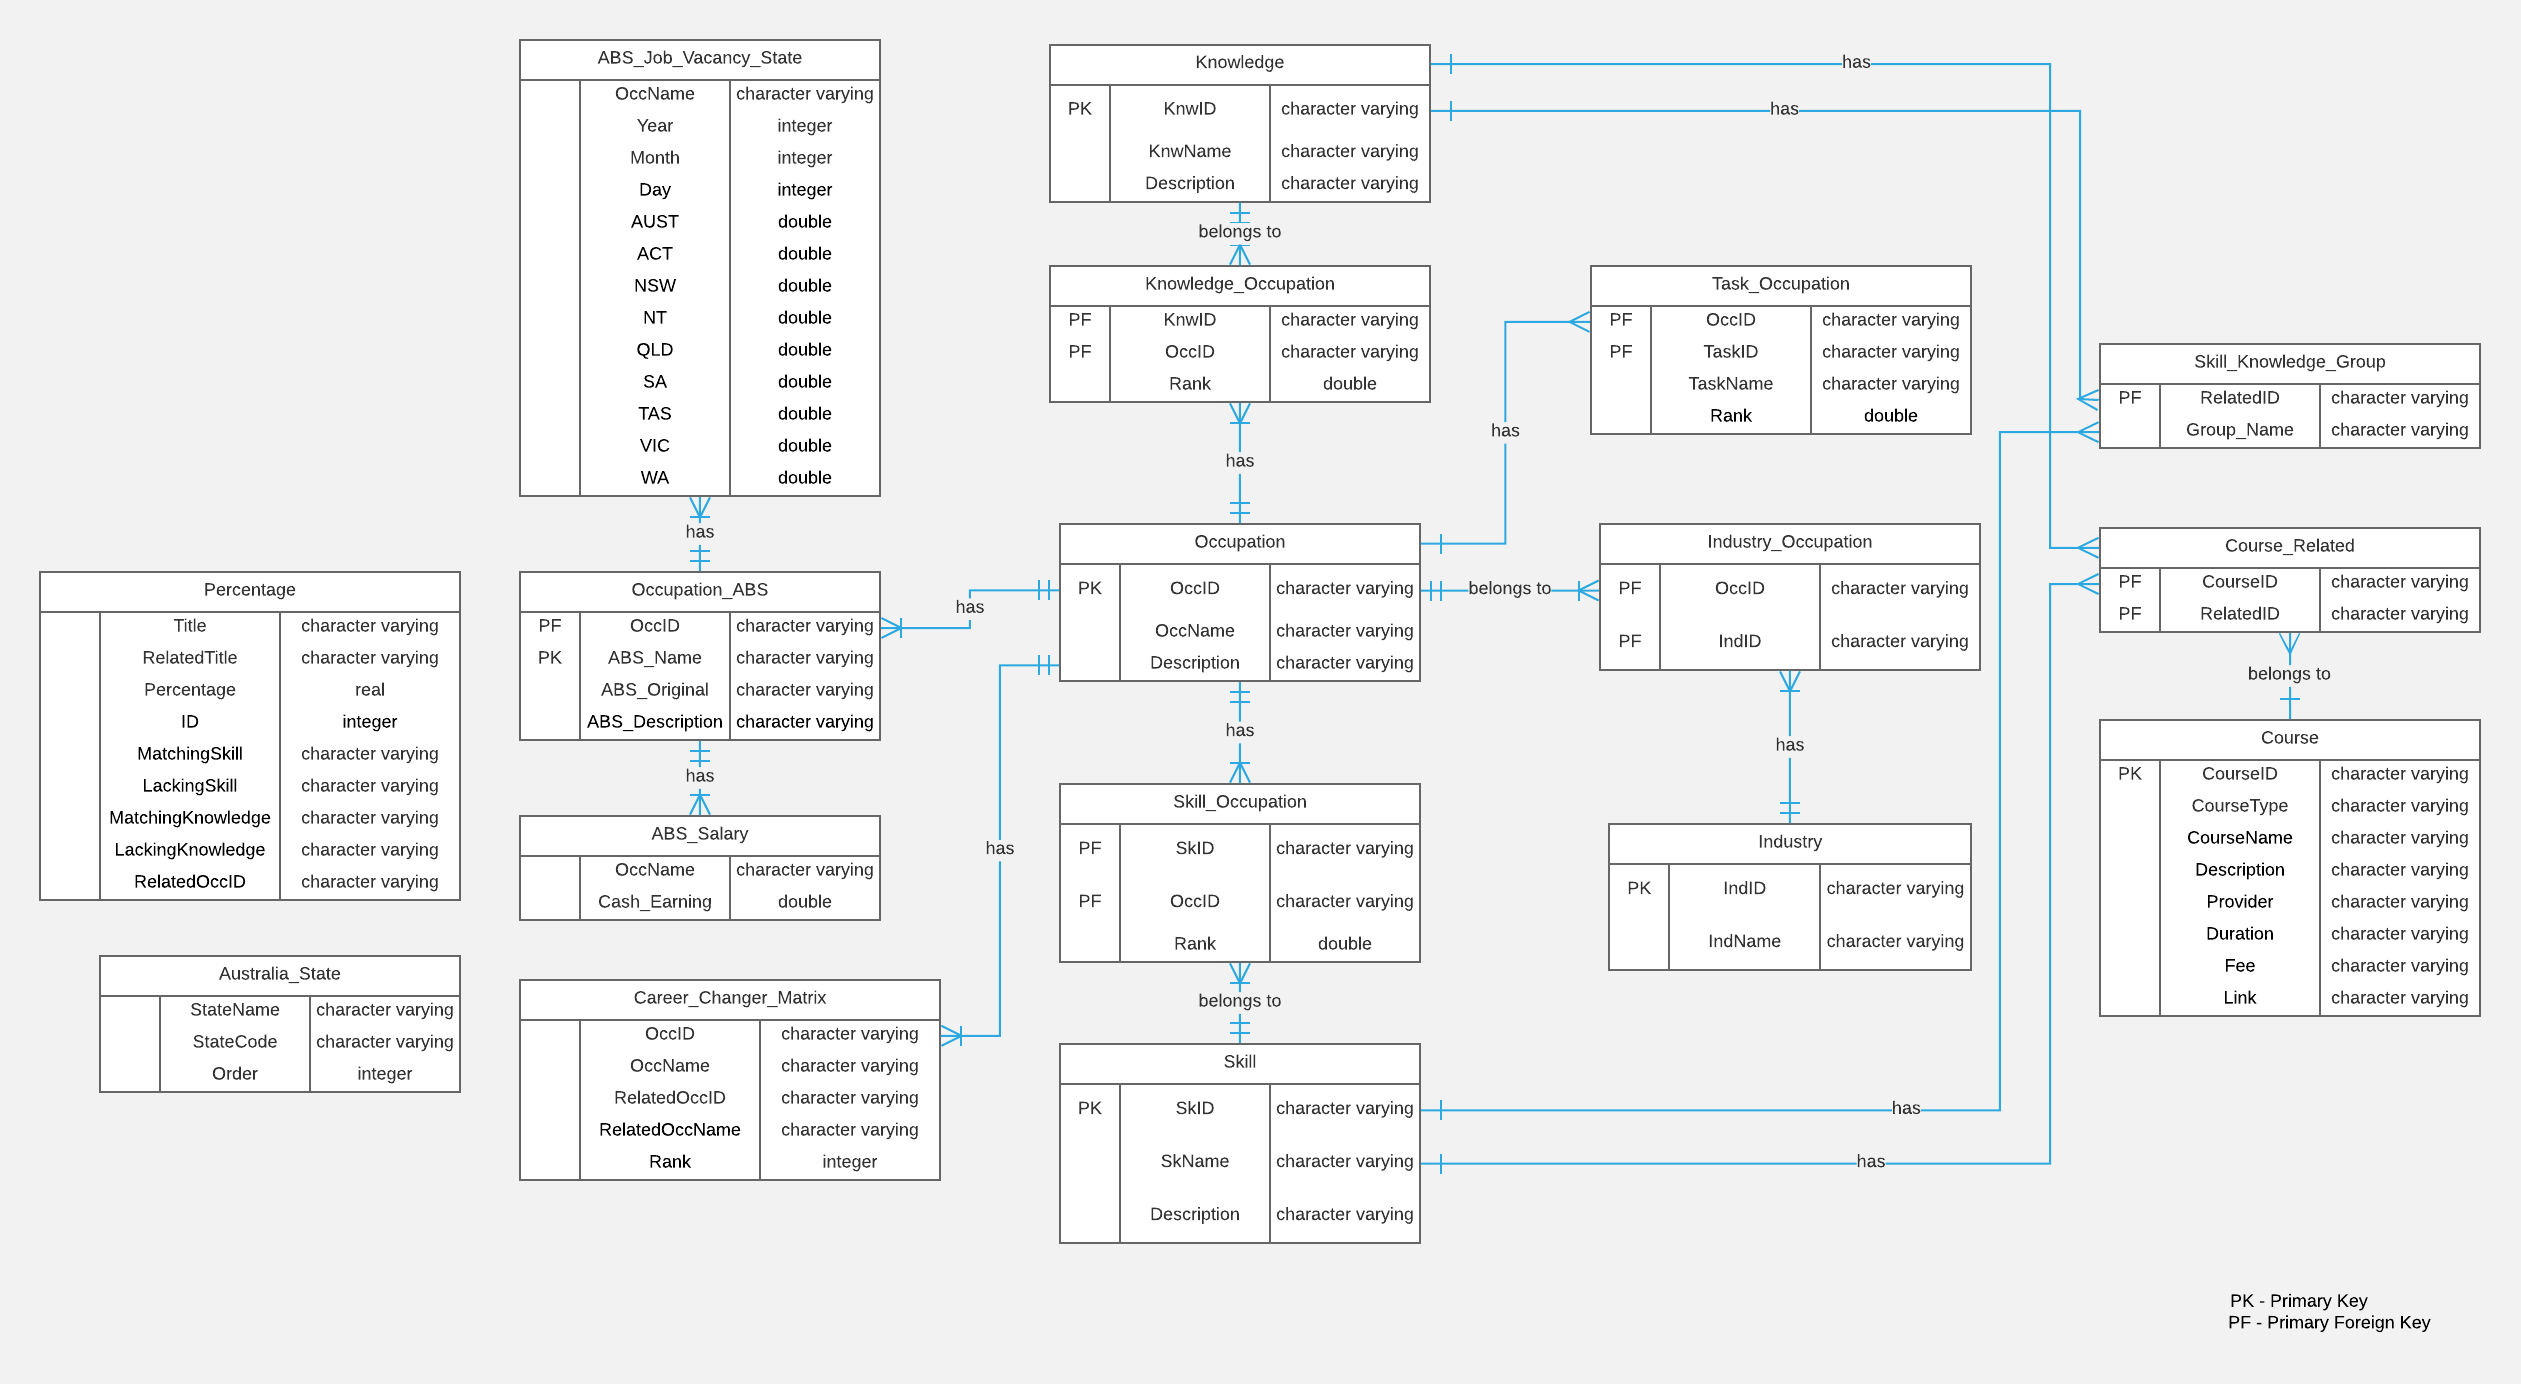 ABS_Job_Vacancy_State
OccName character varying
Year integer
Month integer
Day integer
AUST double
ACT double
NSW double
NT double
QLD double
SA double
TAS double
VIC double
WA double
has
Occupation_ABS
PF OccID character varying
PK ABS_Name character varying
ABS_Original character varying
ABS_Description character varying
has
ABS_Salary
OccName character varying
Cash_Earning double
Percentage
Title character varying
RelatedTitle character varying
Percentage real
ID integer
MatchingSkill character varying
LackingSkill character varying
MatchingKnowledge character varying
LackingKnowledge character varying
RelatedOccID character varying
Australia_State
StateName character varying
StateCode character varying
Order integer
Career_Changer_Matrix
OccID character varying
OccName character varying
RelatedOccID character varying
RelatedOccName character varying
Rank integer
has
has
Knowledge
PK KnwID character varying
KnwName character varying
Description character varying
has
has
belongs to
Knowledge_Occupation
PF KnwID character varying
PF OccID character varying
Rank double
has
Occupation
PK OccID character varying
OccName character varying
Description character varying
has
Skill_Occupation
PF SkID character varying
PF OccID character varying
Rank double
belongs to
Skill
PK SkID character varying
SkName character varying
Description character varying
has
has
has
Task_Occupation
PF OccID character varying
PF TaskID character varying
TaskName character varying
Rank double
belongs to
Industry_Occupation
PF OccID character varying
PF IndID character varying
has
Industry
PK IndID character varying
IndName character varying
Skill_Knowledge_Group
PF RelatedID character varying
Group_Name character varying
Course_Related
PF CourseID character varying
PF RelatedID character varying
belongs to
Course
PK CourseID character varying
CourseType character varying
CourseName character varying
Description character varying
Provider character varying
Duration character varying
Fee character varying
Link character varying
PK - Primary Key
PF - Primary Foreign Key